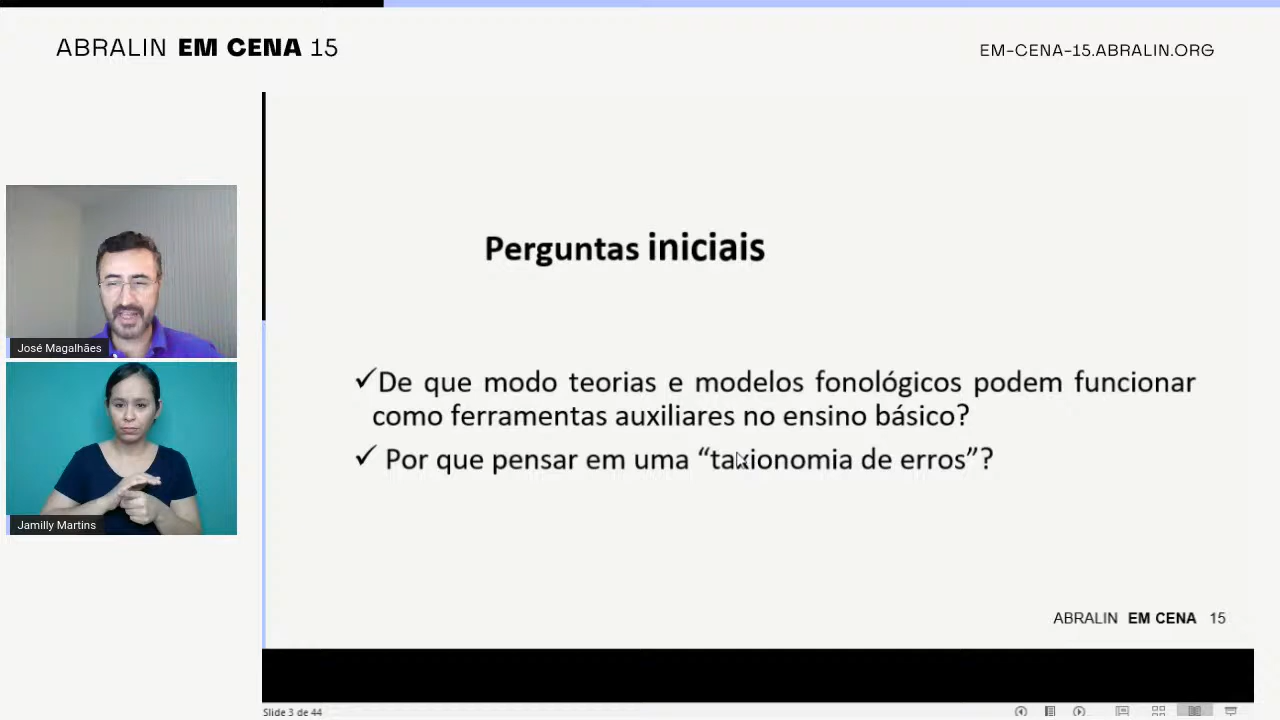 ABRALIN EM CENA 15
EM-CENA-15.ABRALIN.ORG
Perguntas iniciais
José Magalhães
De que modo teorias e modelos fonológicos podem funcionar
como ferramentas auxiliares no ensino básico?
Por que pensar em uma “taxionomia de erros”?
Jamilly Martins
ABRALIN EM CENA 15
Slide 3 de 44